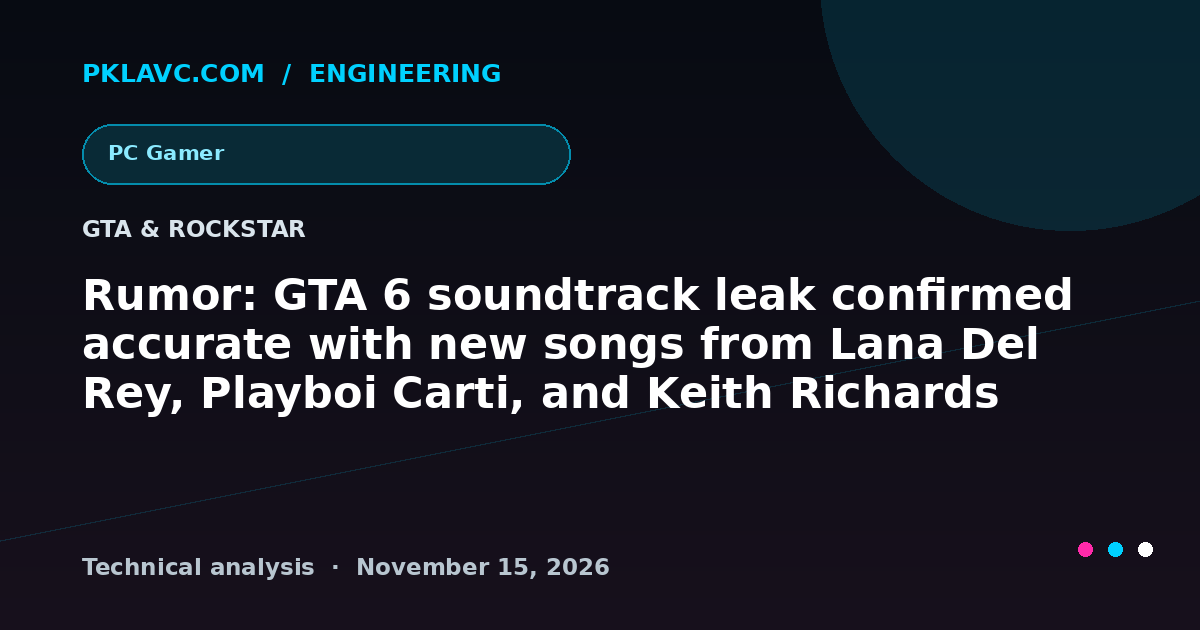 PKLAVC.COM / ENGINEERING
PC Gamer
GTA & ROCKSTAR
Rumor: GTA 6 soundtrack leak confirmed
accurate with new songs from Lana Del
Rey, Playboi Carti, and Keith Richards
Technical analysis · November 15, 2026